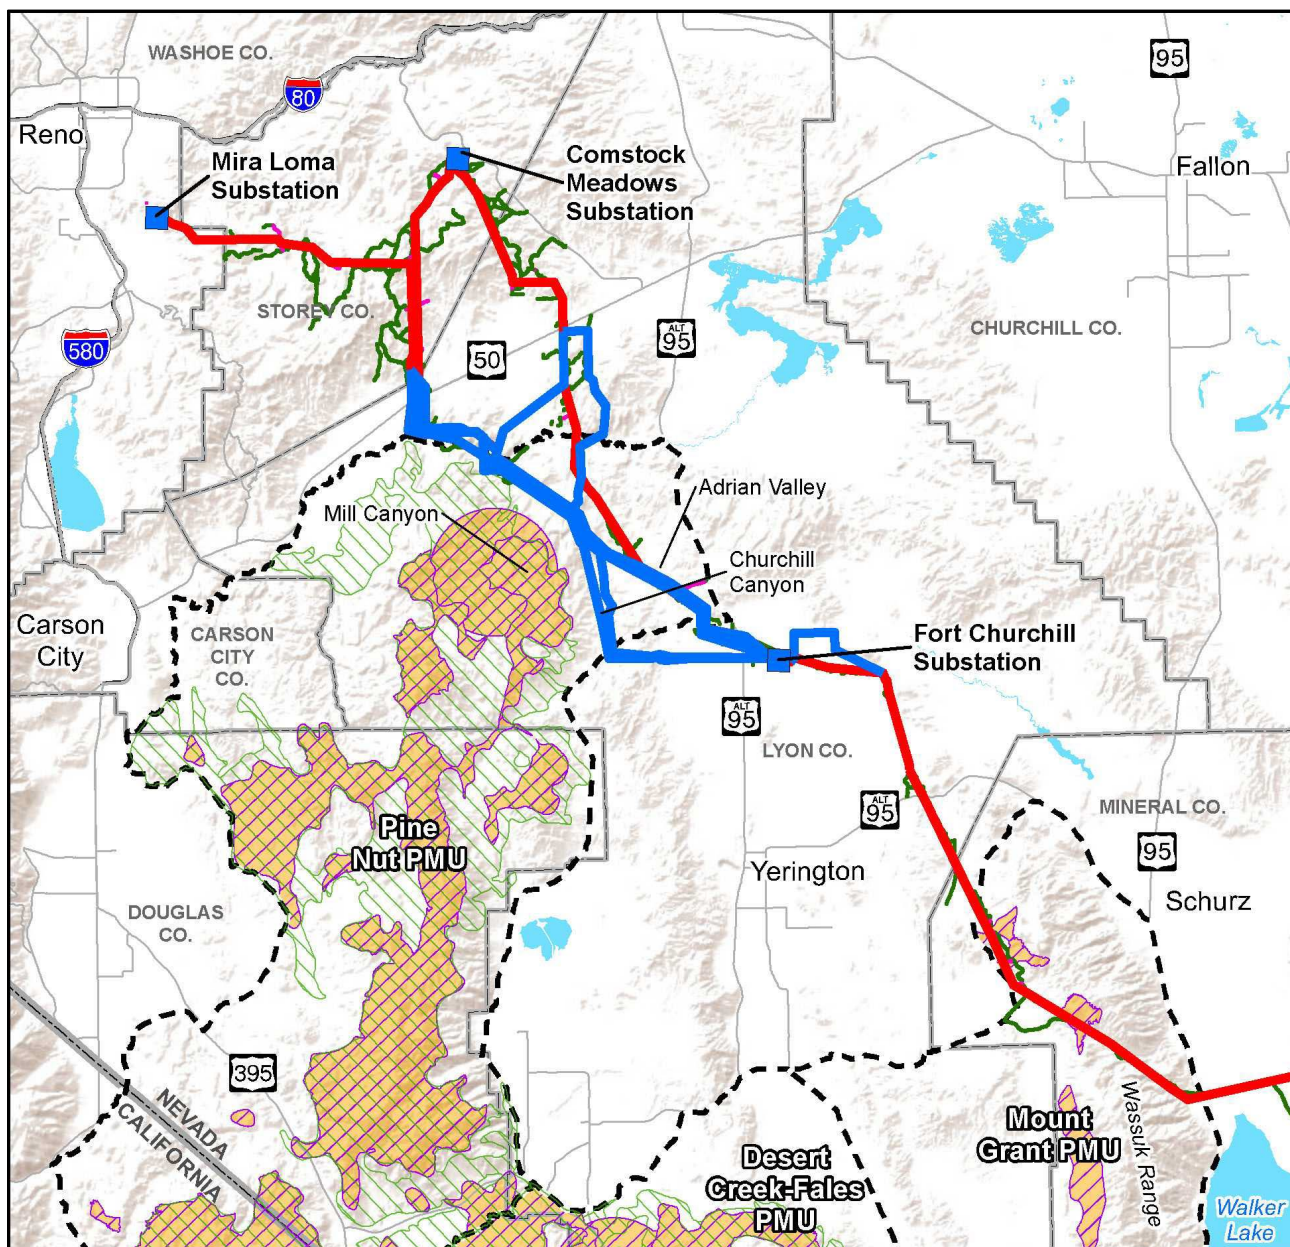 WASHOE CO.
80
95
Reno
Mira Loma
Substation
Comstock
Meadows
Substation
Fallon
STOREY CO.
CHURCHILL CO.
580
50
ALT
95
Mill Canyon
Adrian Valley
Churchill
Canyon
Carson
City
CARSON
CITY
CO.
Fort Churchill
Substation
ALT
95
LYON CO.
ALT
95
MINERAL CO.
95
Pine
Nut PMU
Yerington
Schurz
DOUGLAS
CO.
395
NEVADA
CALIFORNIA
Mount
Grant PMU
Wassuk Range
Desert
Creek-Fales
PMU
Walker
Lake